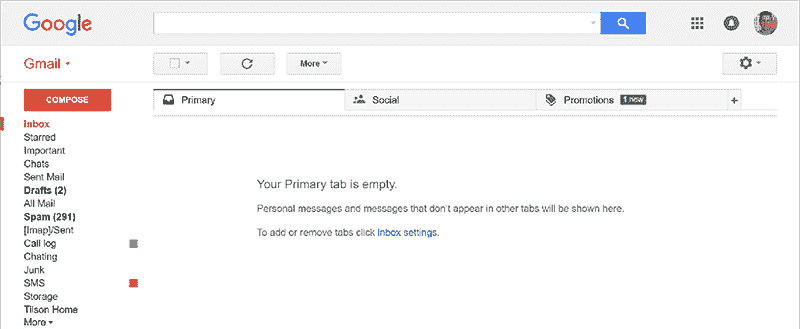 Google
Gmail
More
COMPOSE
Primary
Social
Promotions 1 new
+
Inbox
Starred
Important
Chats
Sent Mail
Drafts (2)
All Mail
Spam (291)
[Imap]/Sent
Call log
Chating
Junk
SMS
Storage
Tilson Home
More
Your Primary tab is empty.
Personal messages and messages that don't appear in other tabs will be shown here.
To add or remove tabs click Inbox settings.